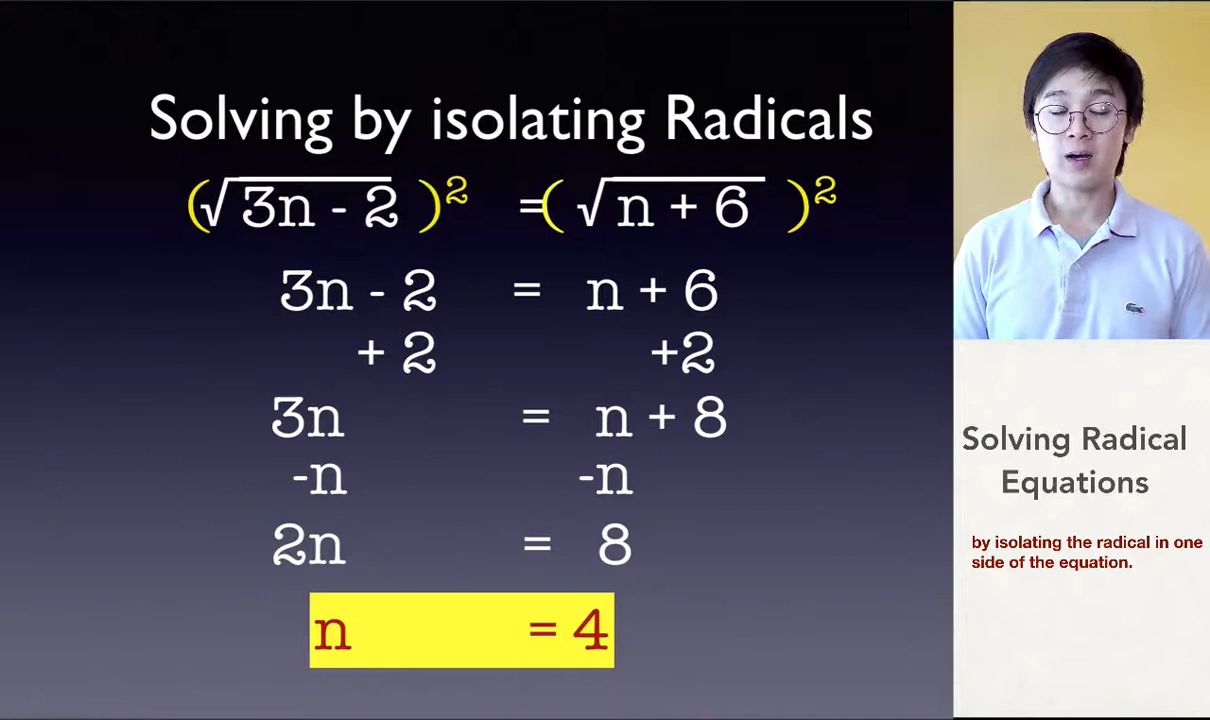 Solving by isolating Radicals
(√3n - 2 )² =( √n + 6 )²
3n - 2 = n + 6
+ 2 +2
3n = n + 8
-n -n
2n = 8
n = 4
Solving Radical
Equations
by isolating the radical in one
side of the equation.